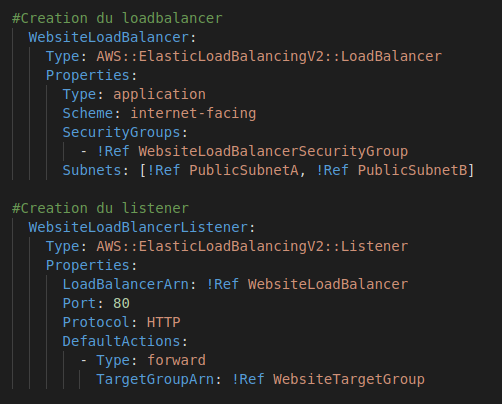 #Creation du loadbalancer
WebsiteLoadBalancer:
Type: AWS::ElasticLoadBalancingV2::LoadBalancer
Properties:
Type: application
Scheme: internet-facing
SecurityGroups:
- !Ref WebsiteLoadBalancerSecurityGroup
Subnets: [!Ref PublicSubnetA, !Ref PublicSubnetB]
#Creation du listener
WebsiteLoadBlancerListener:
Type: AWS::ElasticLoadBalancingV2::Listener
Properties:
LoadBalancerArn: !Ref WebsiteLoadBalancer
Port: 80
Protocol: HTTP
DefaultActions:
- Type: forward
TargetGroupArn: !Ref WebsiteTargetGroup